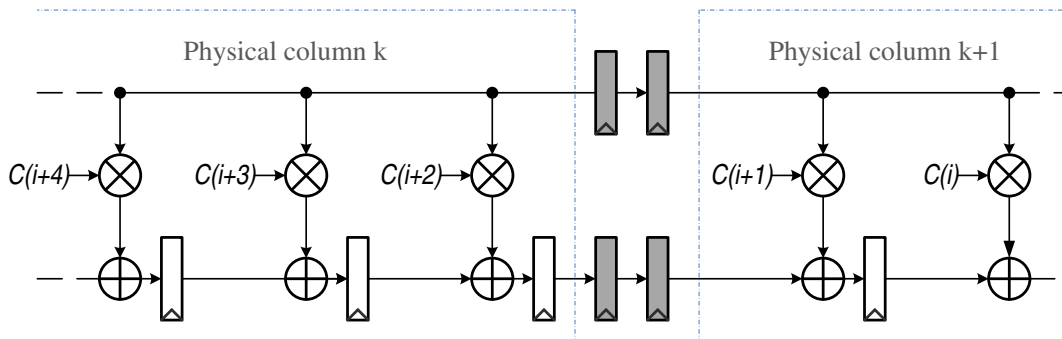 Physical column k
Physical column k+1
C(i+4)
C(i+3)
C(i+2)
C(i+1)
C(i)